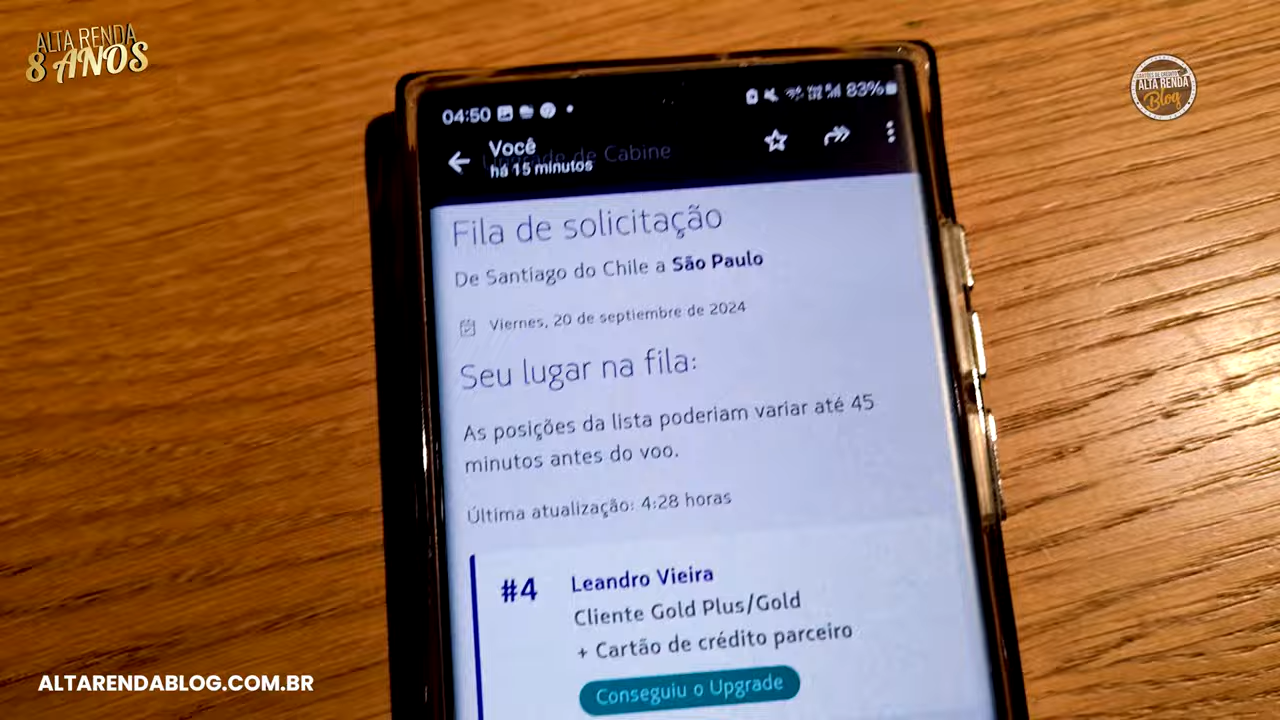 ALTA RENDA
8 ANOS
CARTÕES DE CRÉDITO
ALTA RENDA
Blog
04:50
83%
Você
há 15 minutos
Upgrade de Cabine
Fila de solicitação
De Santiago do Chile a São Paulo
Viernes, 20 de septiembre de 2024
Seu lugar na fila:
As posições da lista poderiam variar até 45
minutos antes do voo.
Última atualização: 4:28 horas
#4
Leandro Vieira
Cliente Gold Plus/Gold
+ Cartão de crédito parceiro
Conseguiu o Upgrade
ALTARENDABLOG.COM.BR